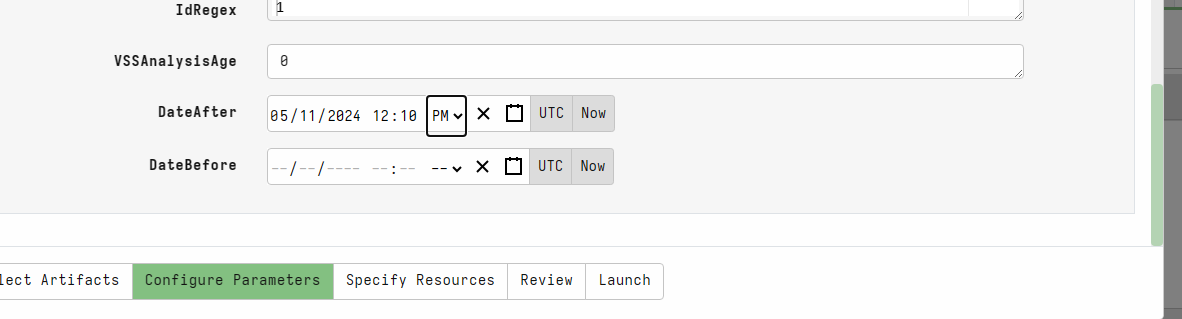 IdRegex 1
VSSAnalysisAge 0
DateAfter 05/11/2024 12:10 PM UTC Now
DateBefore --/--/---- --:-- -- UTC Now
lect Artifacts Configure Parameters Specify Resources Review Launch